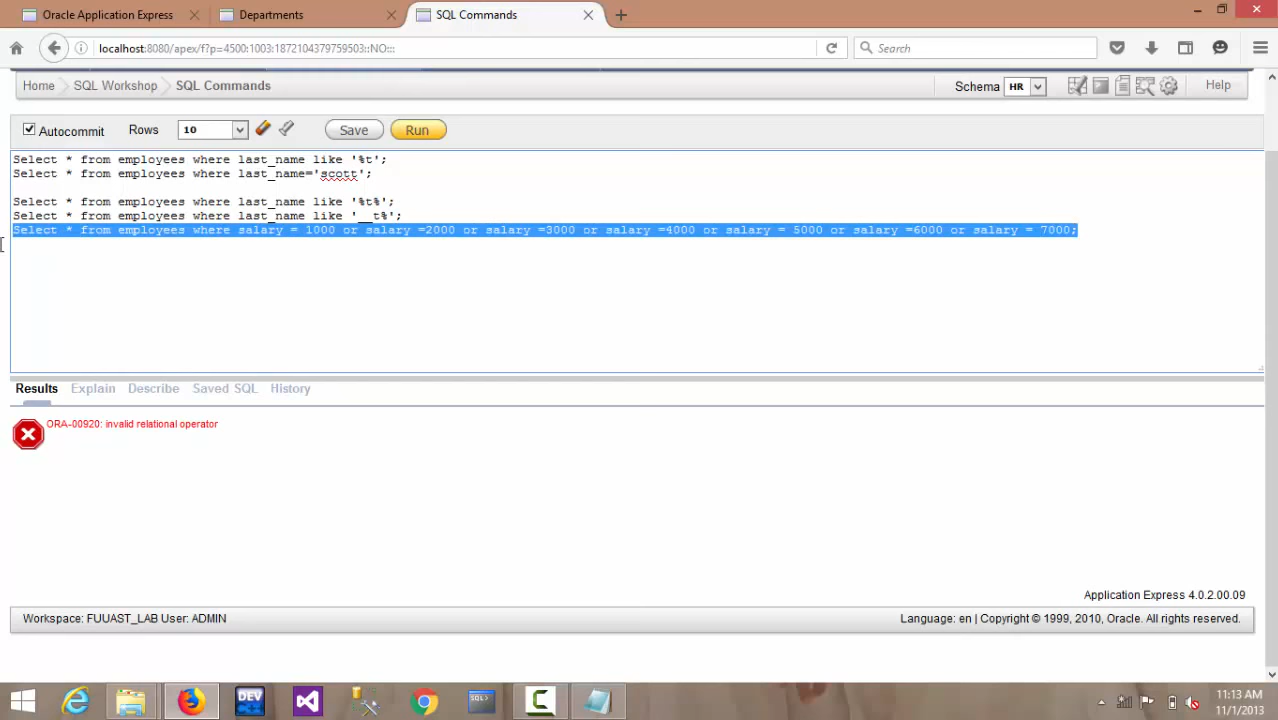 Oracle Application Express
Departments
SQL Commands
localhost:8080/apex/f?p=4500:1003:1872104379759503::NO:::
Search
Home
SQL Workshop
SQL Commands
Schema
HR
Help
Autocommit
Rows
10
Save
Run
Select * from employees where last_name like '%t';
Select * from employees where last_name='scott';
Select * from employees where last_name like '%t%';
Select * from employees where last_name like '__t%';
Select * from employees where salary = 1000 or salary =2000 or salary =3000 or salary =4000 or salary = 5000 or salary =6000 or salary = 7000;
Results
Explain
Describe
Saved SQL
History
ORA-00920: invalid relational operator
Application Express 4.0.2.00.09
Workspace: FUUAST_LAB User: ADMIN
Language: en | Copyright © 1999, 2010, Oracle. All rights reserved.
DEV
SQL>
11:13 AM
11/1/2013